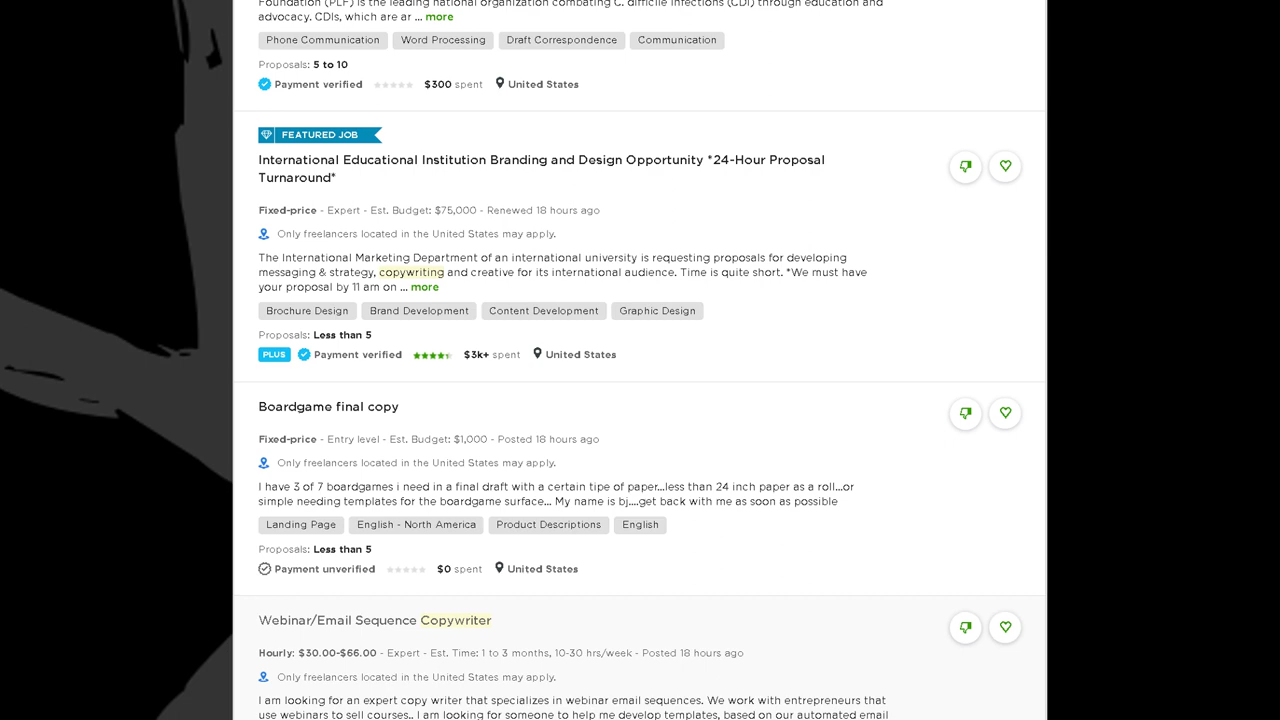 Foundation (PLF) is the leading national organization combating C. difficile infections (CDI) through education and
advocacy. CDIs, which are ar ... more
Phone Communication Word Processing Draft Correspondence Communication
Proposals: 5 to 10
Payment verified $300 spent United States
FEATURED JOB
International Educational Institution Branding and Design Opportunity *24-Hour Proposal
Turnaround*
Fixed-price - Expert - Est. Budget: $75,000 - Renewed 18 hours ago
Only freelancers located in the United States may apply.
The International Marketing Department of an international university is requesting proposals for developing
messaging & strategy, copywriting and creative for its international audience. Time is quite short. *We must have
your proposal by 11 am on ... more
Brochure Design Brand Development Content Development Graphic Design
Proposals: Less than 5
PLUS Payment verified $3k+ spent United States
Boardgame final copy
Fixed-price - Entry level - Est. Budget: $1,000 - Posted 18 hours ago
Only freelancers located in the United States may apply.
I have 3 of 7 boardgames i need in a final draft with a certain tipe of paper...less than 24 inch paper as a roll...or
simple needing templates for the boardgame surface... My name is bj....get back with me as soon as possible
Landing Page English - North America Product Descriptions English
Proposals: Less than 5
Payment unverified $0 spent United States
Webinar/Email Sequence Copywriter
Hourly: $30.00-$66.00 - Expert - Est. Time: 1 to 3 months, 10-30 hrs/week - Posted 18 hours ago
Only freelancers located in the United States may apply.
I am looking for an expert copy writer that specializes in webinar email sequences. We work with entrepreneurs that
use webinars to sell courses.. I am looking for someone to help me develop templates, based on our automated email